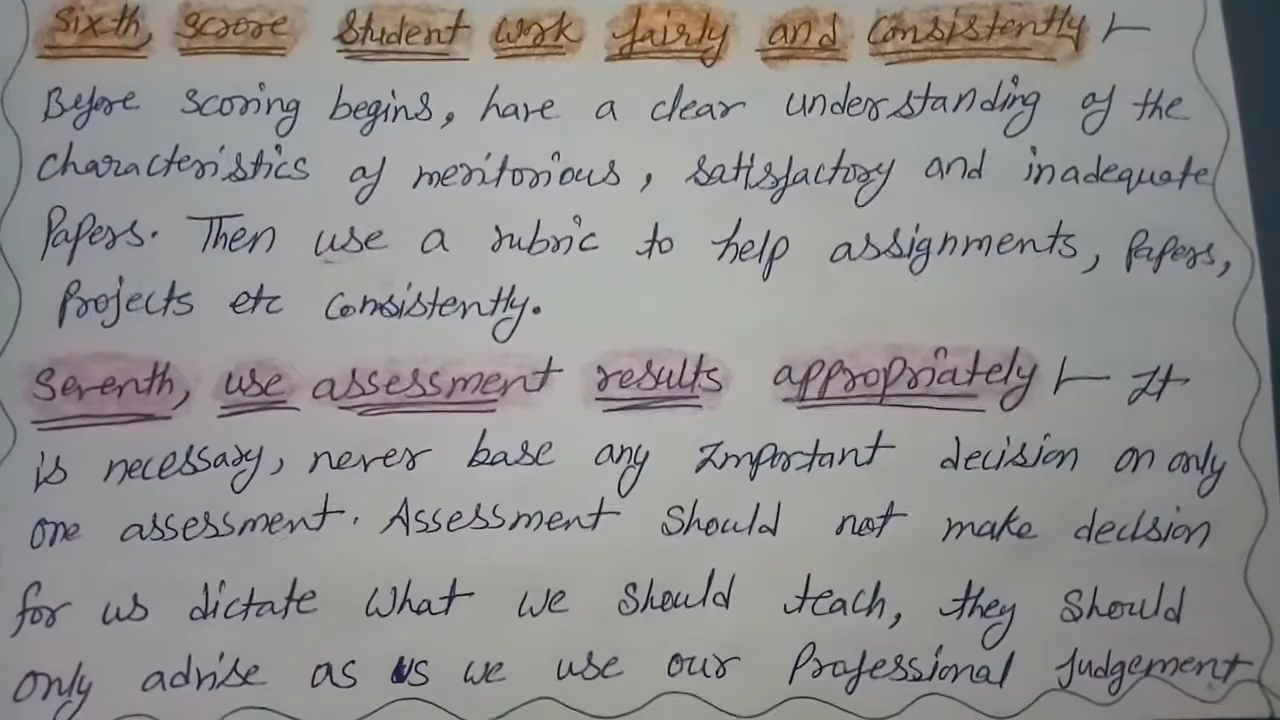 Sixth, Scrore Student work fairly and Consistently :-
Before scoring begins, have a clear understanding of the
characteristics of meritorious, satisfactory and inadequate
Papers. Then use a rubric to help assignments, Papers,
Projects etc consistently.
Seventh, use assessment results appropriately :- It
is necessary, never base any Important decision on only
one assessment. Assessment should not make decision
for us dictate what we should teach, they should
only advise as us we use our Professional Judgement